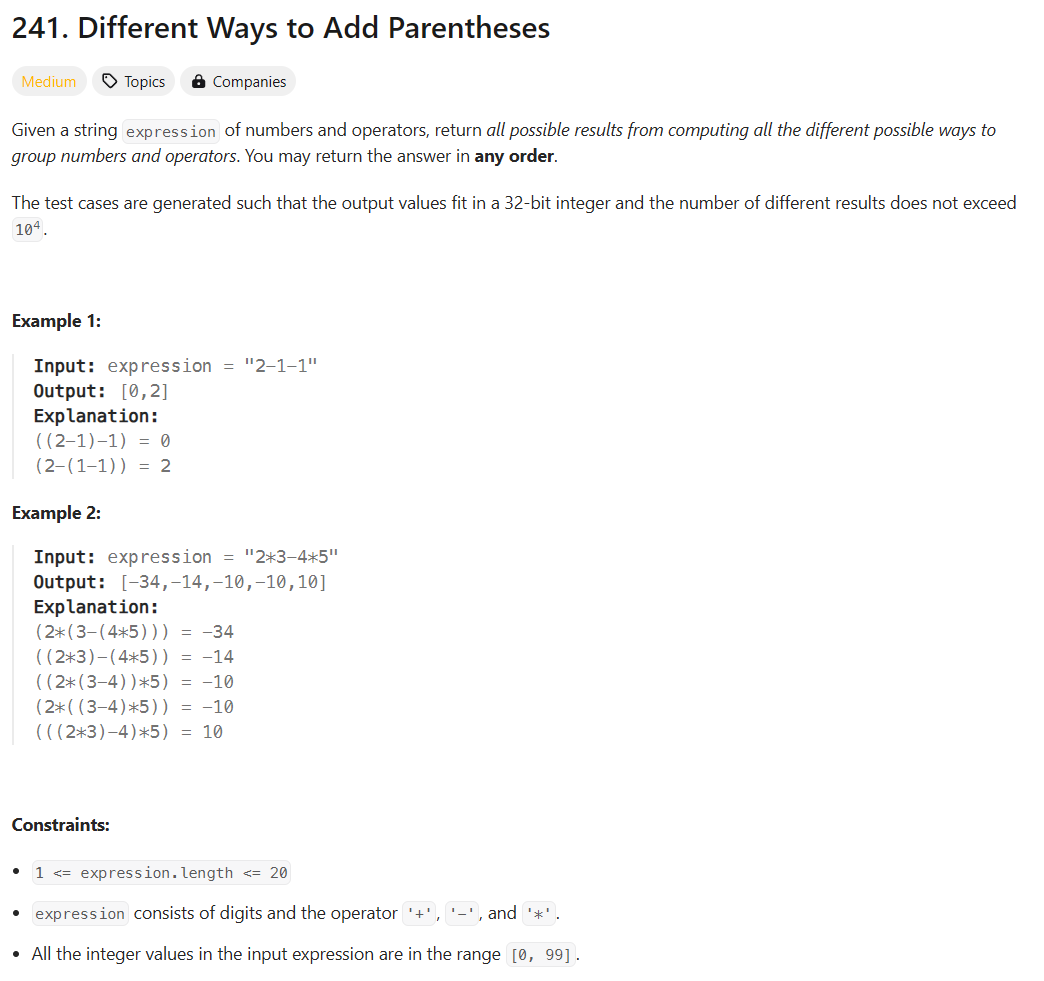 241. Different Ways to Add Parentheses
Medium Topics Companies
Given a string expression of numbers and operators, return all possible results from computing all the different possible ways to
group numbers and operators. You may return the answer in any order.
The test cases are generated such that the output values fit in a 32-bit integer and the number of different results does not exceed
10⁴.
Example 1:
Input: expression = "2-1-1"
Output: [0,2]
Explanation:
((2-1)-1) = 0
(2-(1-1)) = 2
Example 2:
Input: expression = "2*3-4*5"
Output: [-34,-14,-10,-10,10]
Explanation:
(2*(3-(4*5))) = -34
((2*3)-(4*5)) = -14
((2*(3-4))*5) = -10
(2*((3-4)*5)) = -10
(((2*3)-4)*5) = 10
Constraints:
• 1 <= expression.length <= 20
• expression consists of digits and the operator '+', '-', and '*'.
• All the integer values in the input expression are in the range [0, 99].